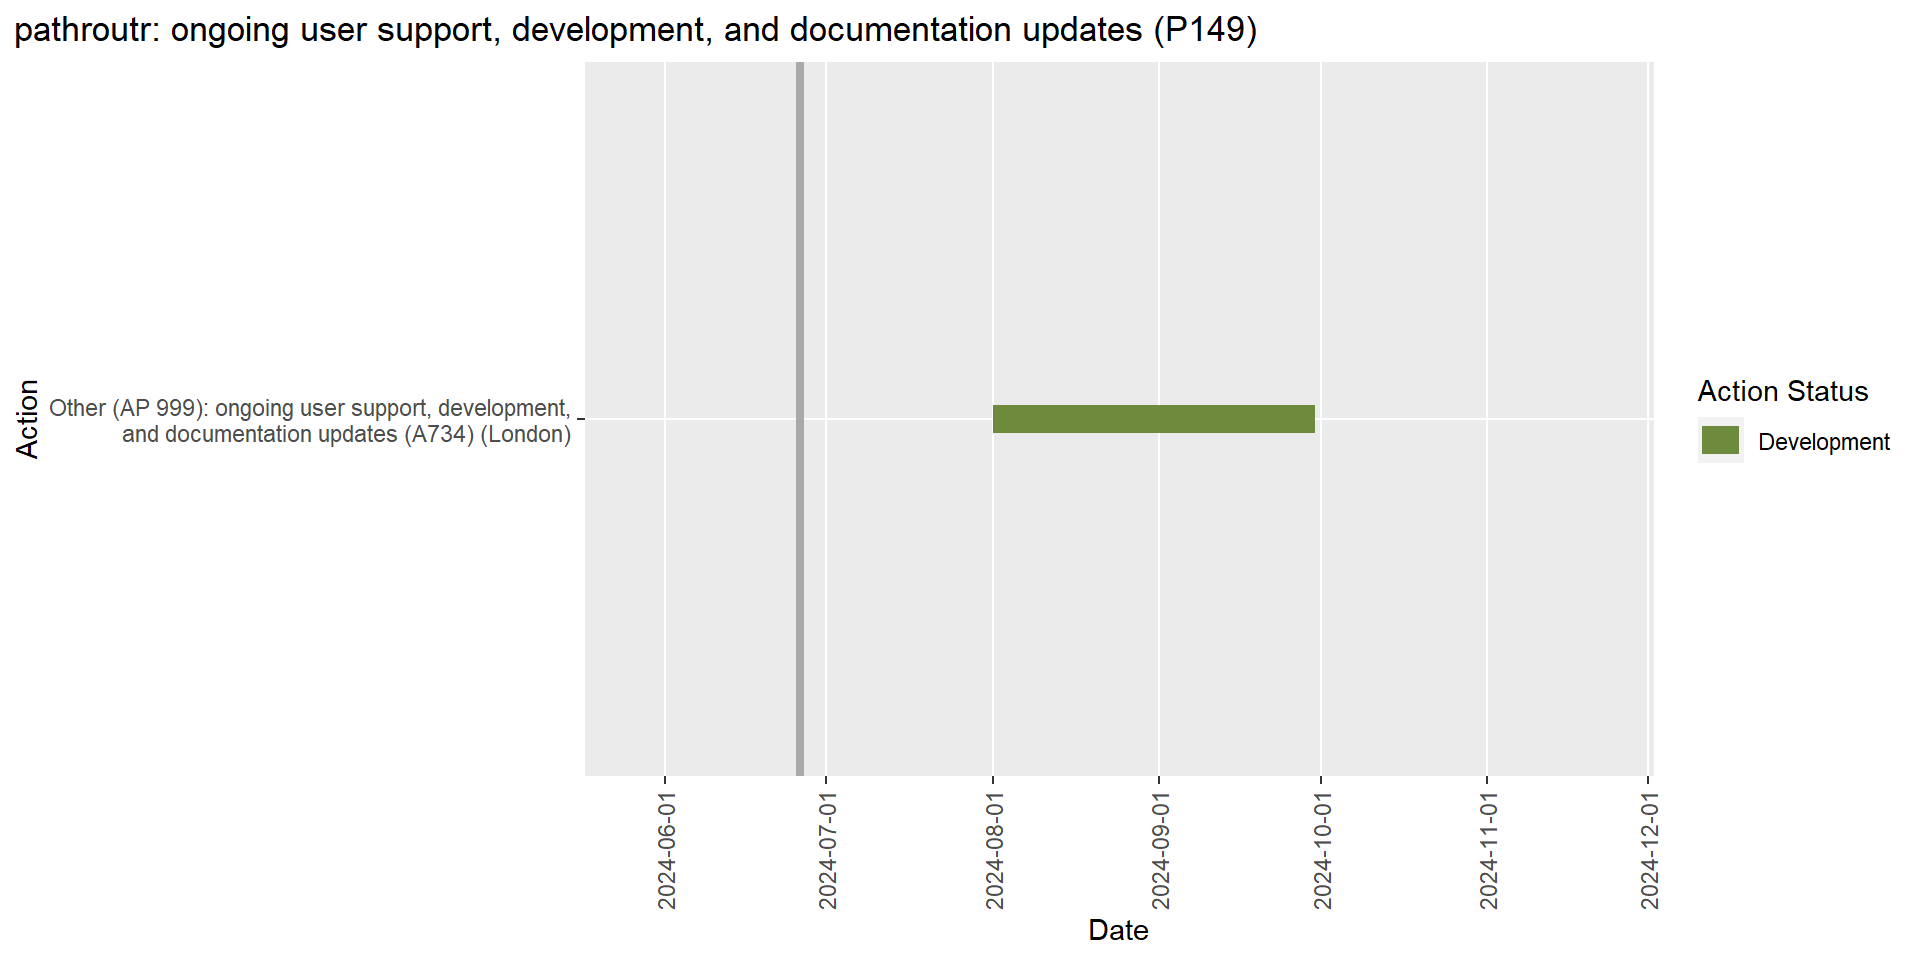 pathroutr: ongoing user support, development, and documentation updates (P149)
Action
Other (AP 999): ongoing user support, development,
and documentation updates (A734) (London)
Action Status
Development
2024-06-01
2024-07-01
2024-08-01
2024-09-01
2024-10-01
2024-11-01
2024-12-01
Date